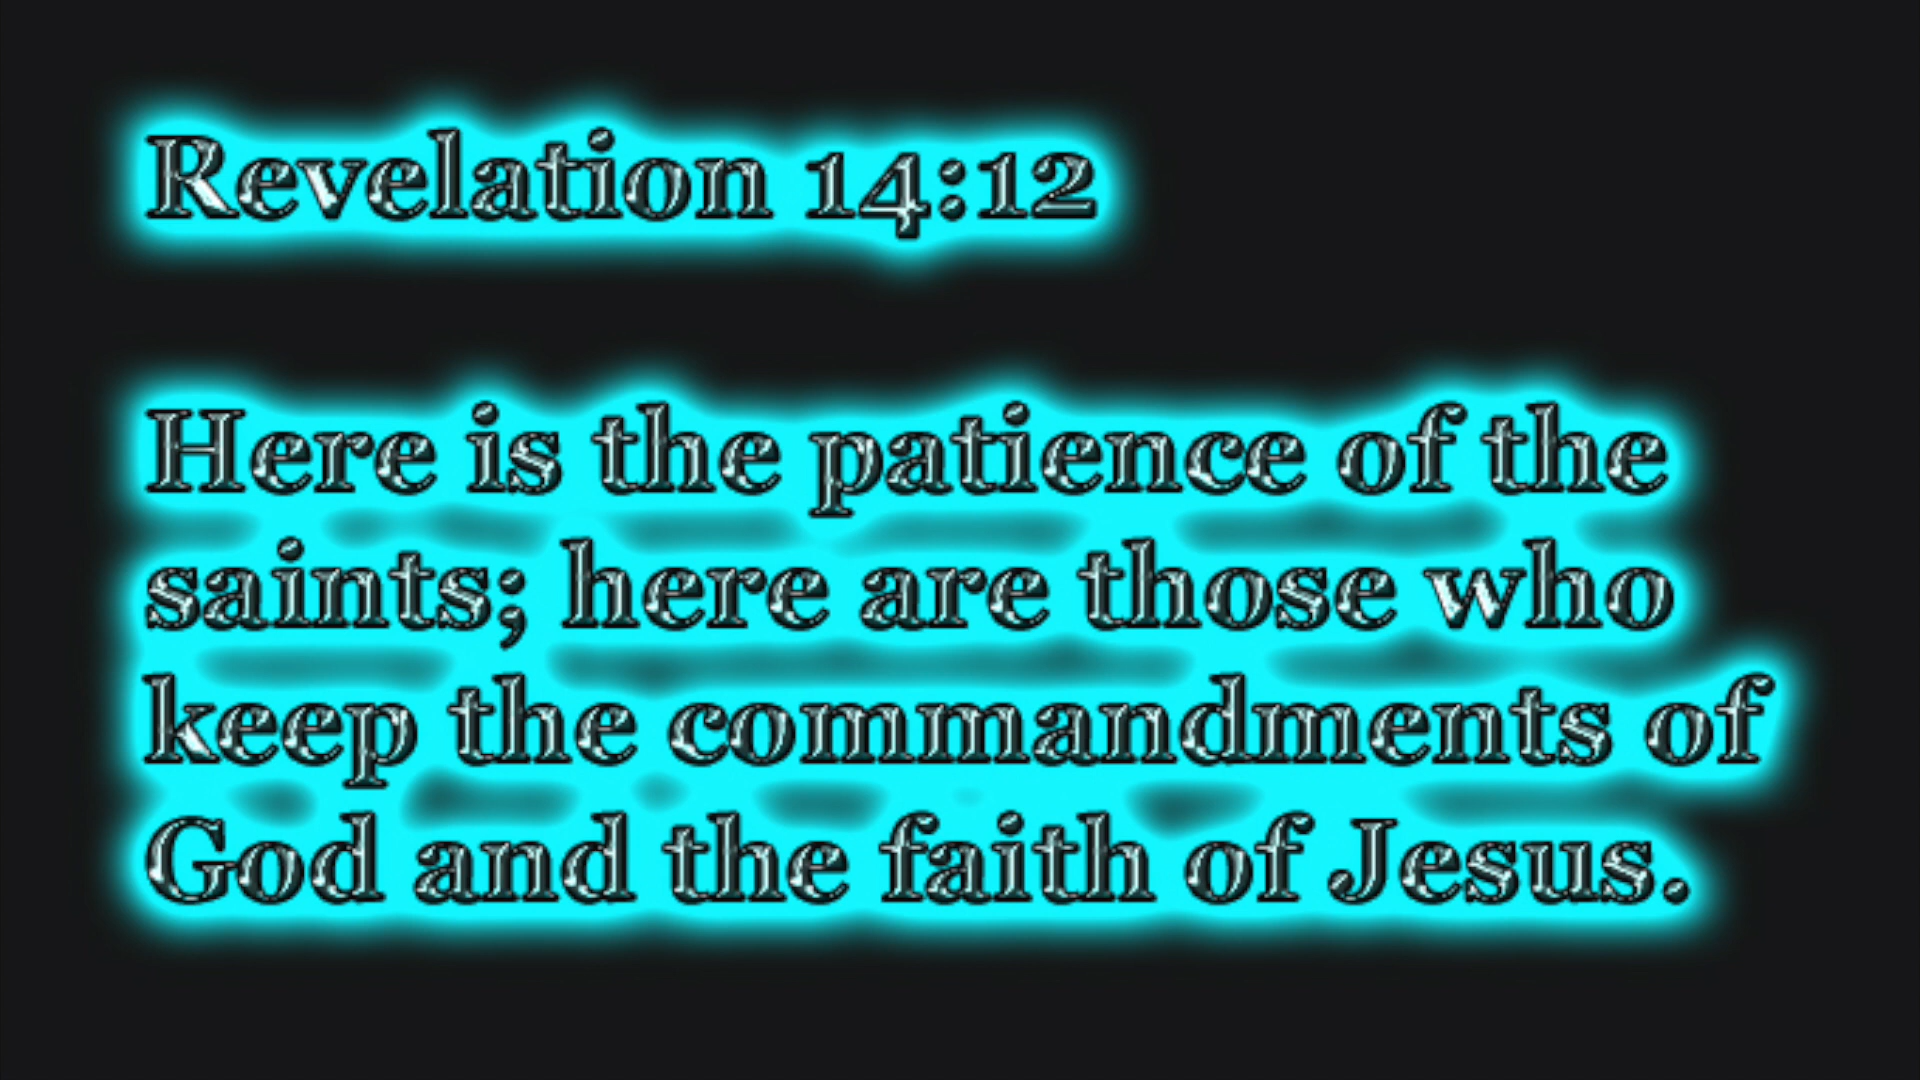 Revelation 14:12
Here is the patience of the
saints; here are those who
keep the commandments of
God and the faith of Jesus.